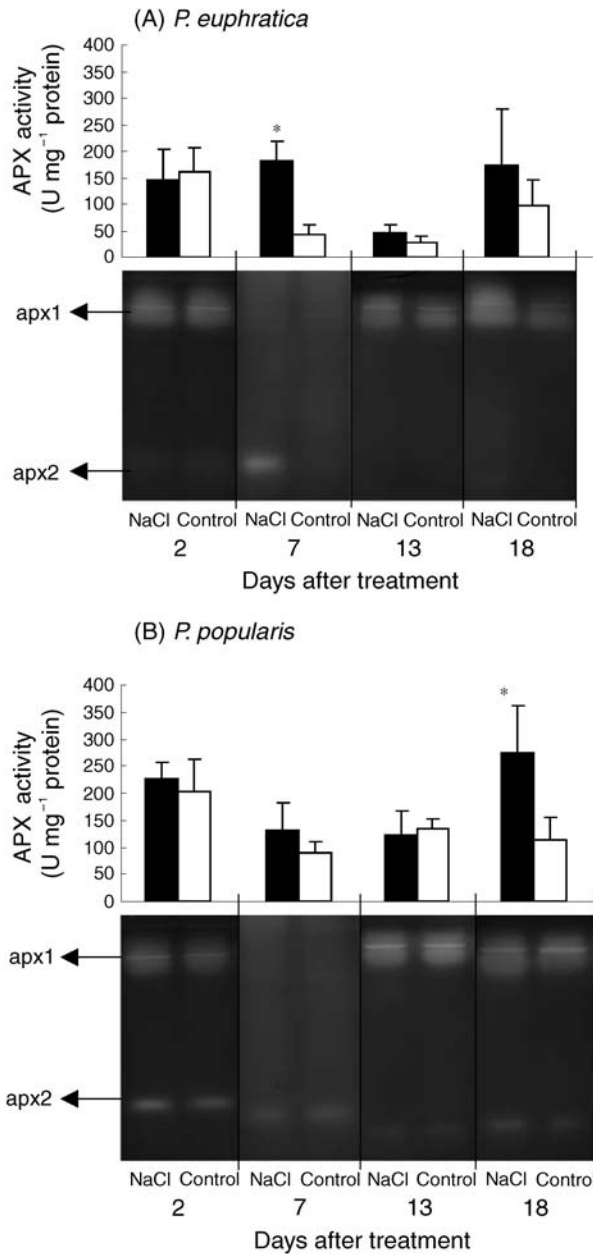 (A) P. euphratica
APX activity
(U mg⁻¹ protein)
400
350
300
250
200
150
100
50
0
*
apx1
apx2
NaCl Control NaCl Control NaCl Control NaCl Control
2 7 13 18
Days after treatment
(B) P. popularis
APX activity
(U mg⁻¹ protein)
400
350
300
250
200
150
100
50
0
*
apx1
apx2
NaCl Control NaCl Control NaCl Control NaCl Control
2 7 13 18
Days after treatment